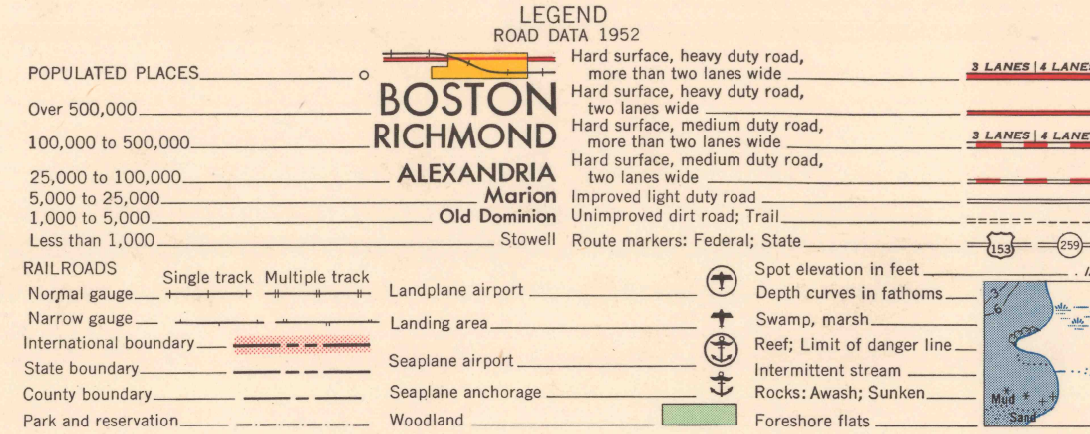 LEGEND
ROAD DATA 1952
POPULATED PLACES
Over 500,000 BOSTON
100,000 to 500,000 RICHMOND
25,000 to 100,000 ALEXANDRIA
5,000 to 25,000 Marion
1,000 to 5,000 Old Dominion
Less than 1,000 Stowell
Hard surface, heavy duty road,
more than two lanes wide 3 LANES | 4 LANES
Hard surface, heavy duty road,
two lanes wide
Hard surface, medium duty road,
more than two lanes wide 3 LANES | 4 LANE
Hard surface, medium duty road,
two lanes wide
Improved light duty road
Unimproved dirt road; Trail
Route markers: Federal; State 153 259
RAILROADS
Single track Multiple track
Normal gauge
Narrow gauge
International boundary
State boundary
County boundary
Park and reservation
Landplane airport
Landing area
Seaplane airport
Seaplane anchorage
Woodland
Spot elevation in feet
Depth curves in fathoms 3
6
Swamp, marsh
Reef; Limit of danger line
Intermittent stream
Rocks: Awash; Sunken
Mud
Foreshore flats Sand